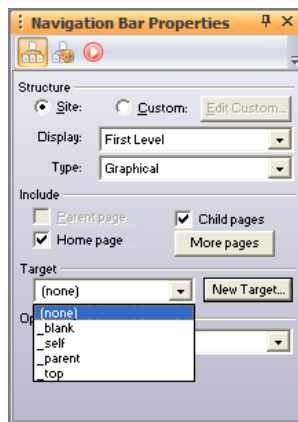 Navigation Bar Properties
Structure
Site: Custom: Edit Custom...
Display: First Level
Type: Graphical
Include
Parent page Child pages
Home page More pages
Target
(none) New Target...
(none)
Op
_blank
_self
_parent
_top